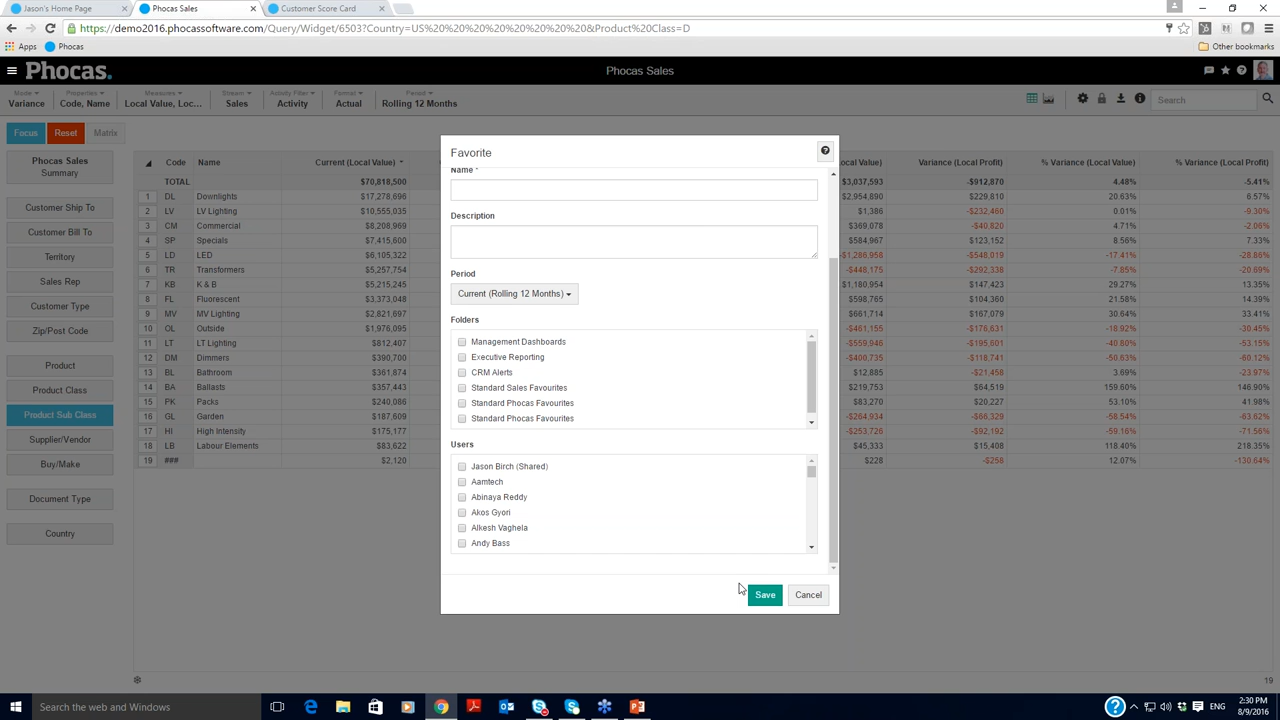 Jason's Home Page
Phocas Sales
Customer Score Card
https://demo2016.phocassoftware.com/Query/Widget/6503?Country=US%20%20%20%20%20%20%20%20&Product%20Class=D
Apps
Phocas
Other bookmarks
Phocas.
Phocas Sales
Mode
Variance
Properties
Code, Name
Measures
Local Value, Loc...
Stream
Sales
Activity Filter
Activity
Format
Actual
Period
Rolling 12 Months
Search
Focus
Reset
Matrix
Phocas Sales
Summary
Customer Ship To
Customer Bill To
Territory
Sales Rep
Customer Type
Zip/Post Code
Product
Product Class
Product Sub Class
Supplier/Vendor
Buy/Make
Document Type
Country
Code Name Current (Local Value) ocal Value) Variance (Local Profit) % Variance (Local Value) % Variance (Local Profit)
TOTAL $70,818,500 $3,037,593 -$912,870 4.48% -5.41%
1 DL Downlights $17,278,696 $2,954,890 $229,810 20.63% 6.57%
2 LV LV Lighting $10,555,035 $1,386 -$232,460 0.01% -9.30%
3 CM Commercial $8,208,969 $369,078 -$40,820 4.71% -2.06%
4 SP Specials $7,415,600 $584,967 $123,152 8.56% 7.33%
5 LD LED $6,105,322 -$1,286,958 -$548,019 -17.41% -28.86%
6 TR Transformers $5,257,754 -$448,175 -$292,338 -7.85% -20.69%
7 KB K & B $5,215,245 $1,180,954 $147,423 29.27% 13.35%
8 FL Fluorescent $3,373,048 $598,765 $104,360 21.58% 14.39%
9 MV MV Lighting $2,821,697 $661,714 $167,079 30.64% 33.41%
10 OL Outside $1,976,095 -$461,155 -$176,631 -18.92% -30.45%
11 LT LT Lighting $812,407 -$559,946 -$195,601 -40.80% -53.15%
12 DM Dimmers $390,700 -$400,735 -$118,741 -50.63% -60.12%
13 BL Bathroom $361,874 $12,885 -$21,458 3.69% -23.97%
14 BA Ballasts $357,443 $219,753 $64,519 159.60% 146.90%
15 PK Packs $240,086 $83,270 $20,227 53.10% 41.98%
16 GL Garden $187,609 -$264,934 -$66,329 -58.54% -63.62%
17 HI High Intensity $175,177 -$253,726 -$92,192 -59.16% -71.56%
18 LB Labour Elements $83,622 $45,333 $15,408 118.40% 218.35%
19 ### $2,120 $228 -$258 12.07% -130.64%
Favorite
Name *
Description
Period
Current (Rolling 12 Months)
Folders
Management Dashboards
Executive Reporting
CRM Alerts
Standard Sales Favourites
Standard Phocas Favourites
Standard Phocas Favourites
Users
Jason Birch (Shared)
Aamtech
Abinaya Reddy
Akos Gyori
Alkesh Vaghela
Andy Bass
Save
Cancel
19
Search the web and Windows
ENG
2:30 PM
8/9/2016